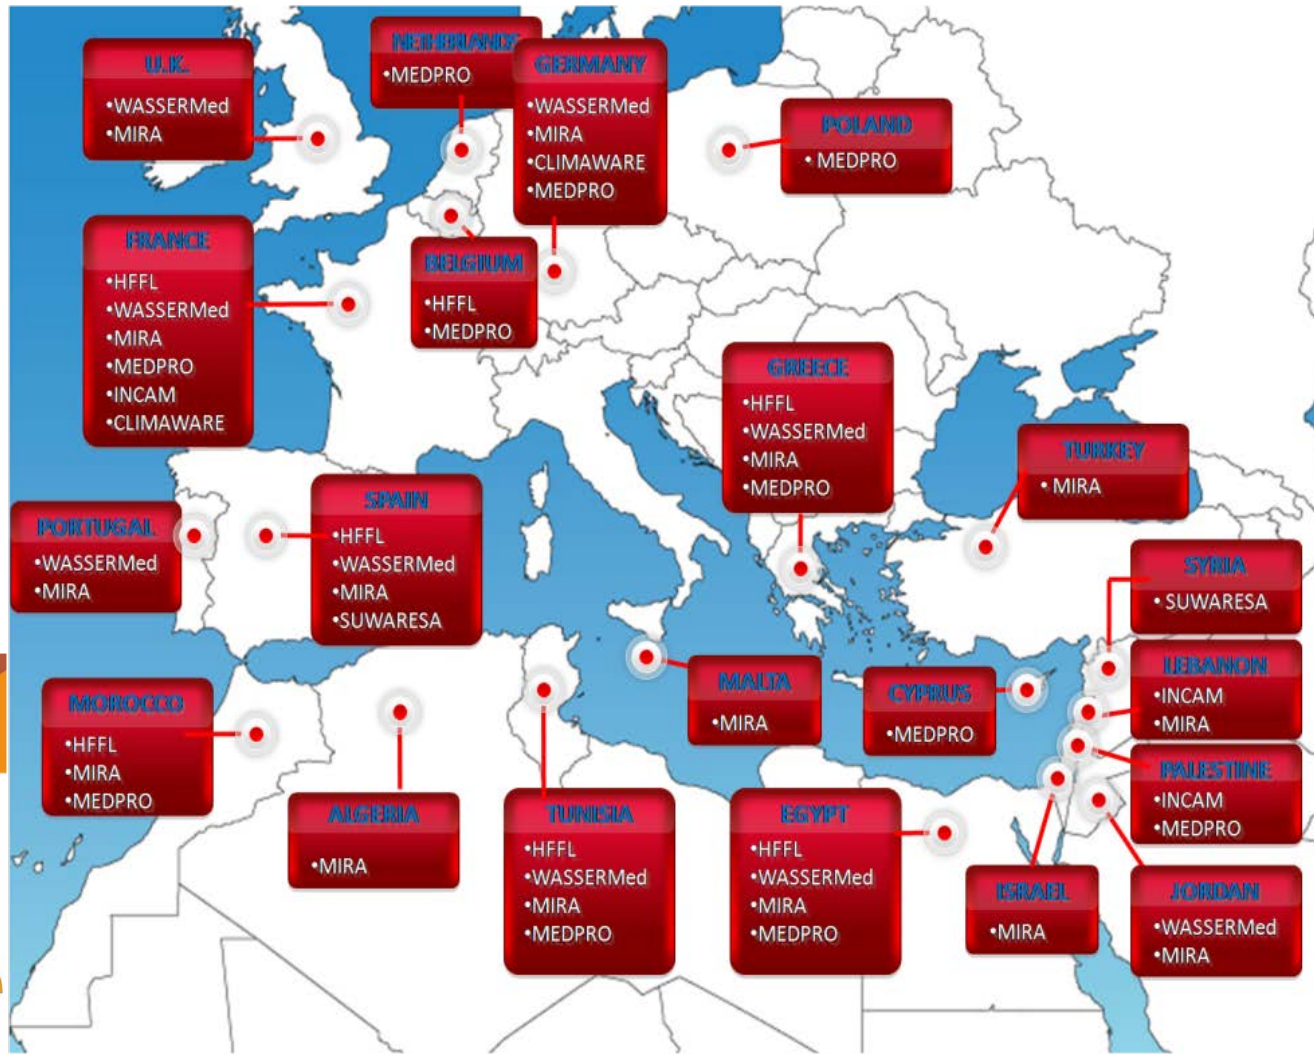 U.K.
•WASSERMed
•MIRA
NETHERLANDS
•MEDPRO
GERMANY
•WASSERMed
•MIRA
•CLIMAWARE
•MEDPRO
POLAND
• MEDPRO
FRANCE
•HFFL
•WASSERMed
•MIRA
•MEDPRO
•INCAM
•CLIMAWARE
BELGIUM
•HFFL
•MEDPRO
GREECE
•HFFL
•WASSERMed
•MIRA
•MEDPRO
TURKEY
• MIRA
PORTUGAL
•WASSERMed
•MIRA
SPAIN
•HFFL
•WASSERMed
•MIRA
•SUWARESA
SYRIA
• SUWARESA
LEBANON
•INCAM
•MIRA
MALTA
•MIRA
CYPRUS
•MEDPRO
PALESTINE
•INCAM
•MEDPRO
MOROCCO
•HFFL
•MIRA
•MEDPRO
ALGERIA
•MIRA
TUNISIA
•HFFL
•WASSERMed
•MIRA
•MEDPRO
EGYPT
•HFFL
•WASSERMed
•MIRA
•MEDPRO
ISRAEL
•MIRA
JORDAN
•WASSERMed
•MIRA